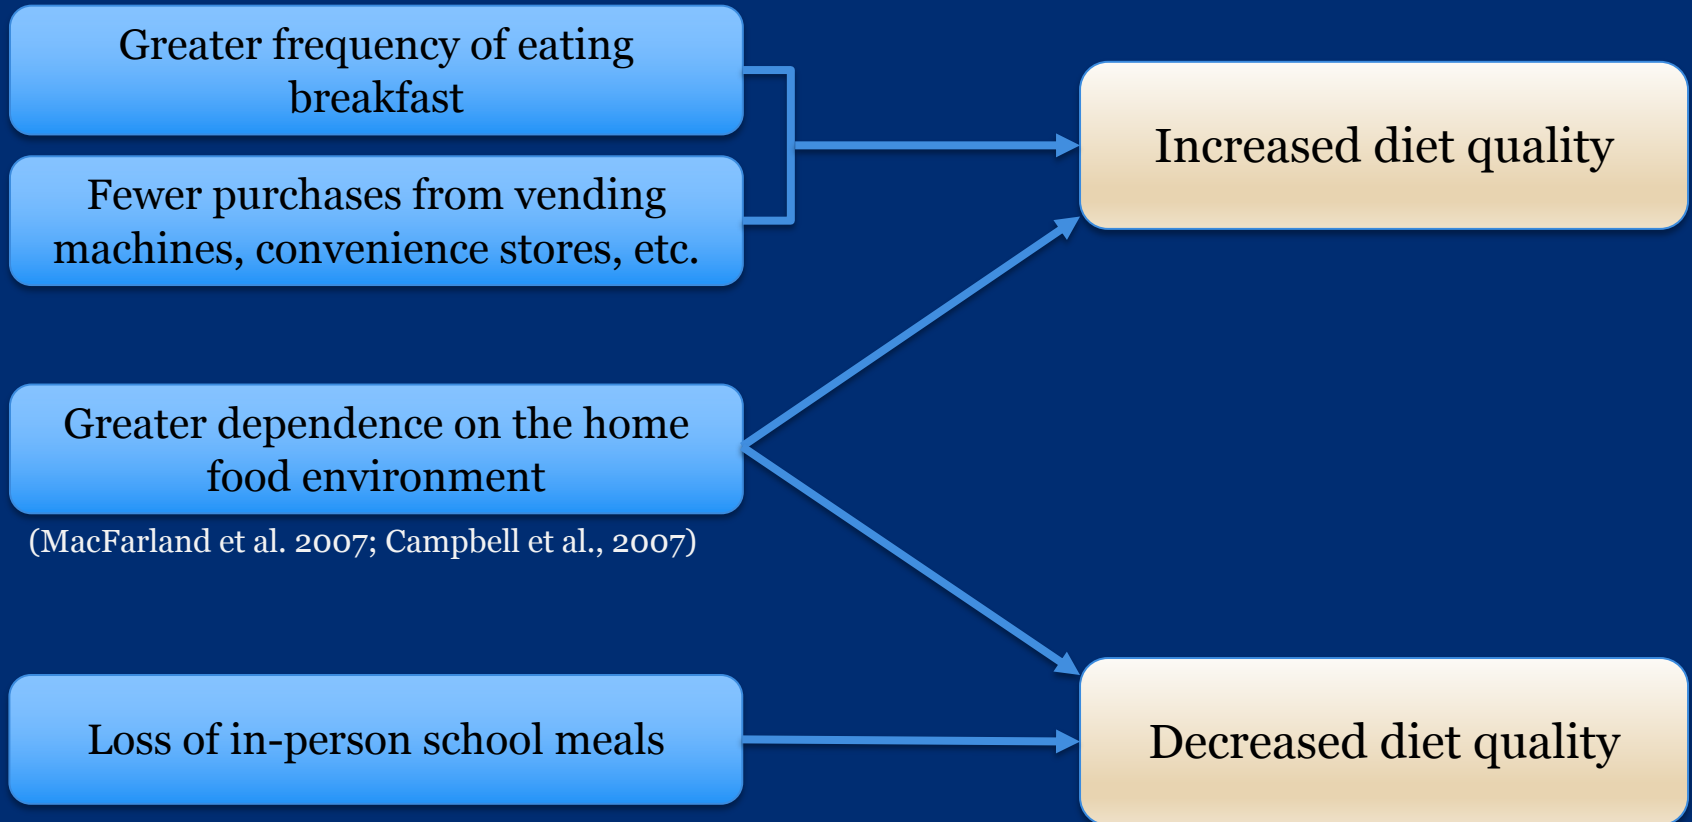 Greater frequency of eating
breakfast
Fewer purchases from vending
machines, convenience stores, etc.
Increased diet quality
Greater dependence on the home
food environment
(MacFarland et al. 2007; Campbell et al., 2007)
Loss of in-person school meals
Decreased diet quality